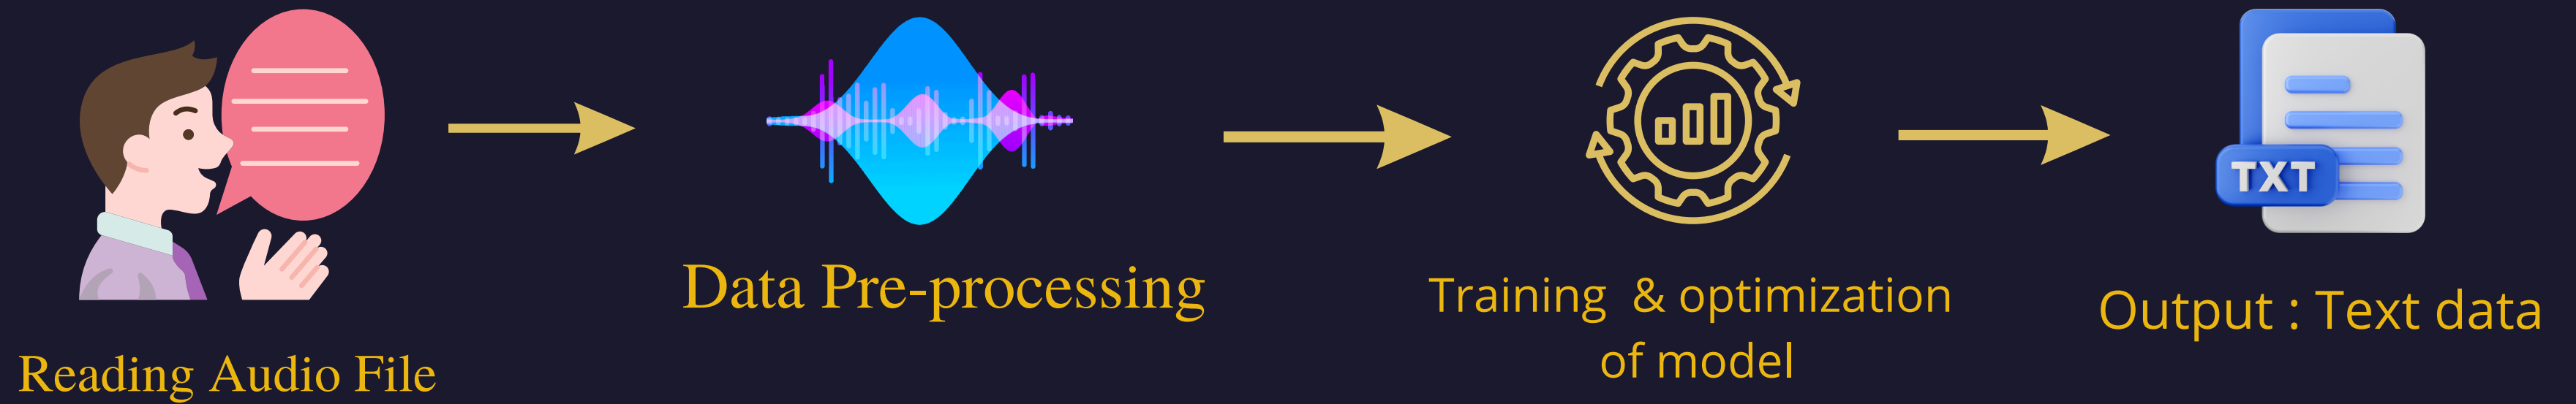 Reading Audio File
Data Pre-processing
Training & optimization
of model
TXT
Output : Text data